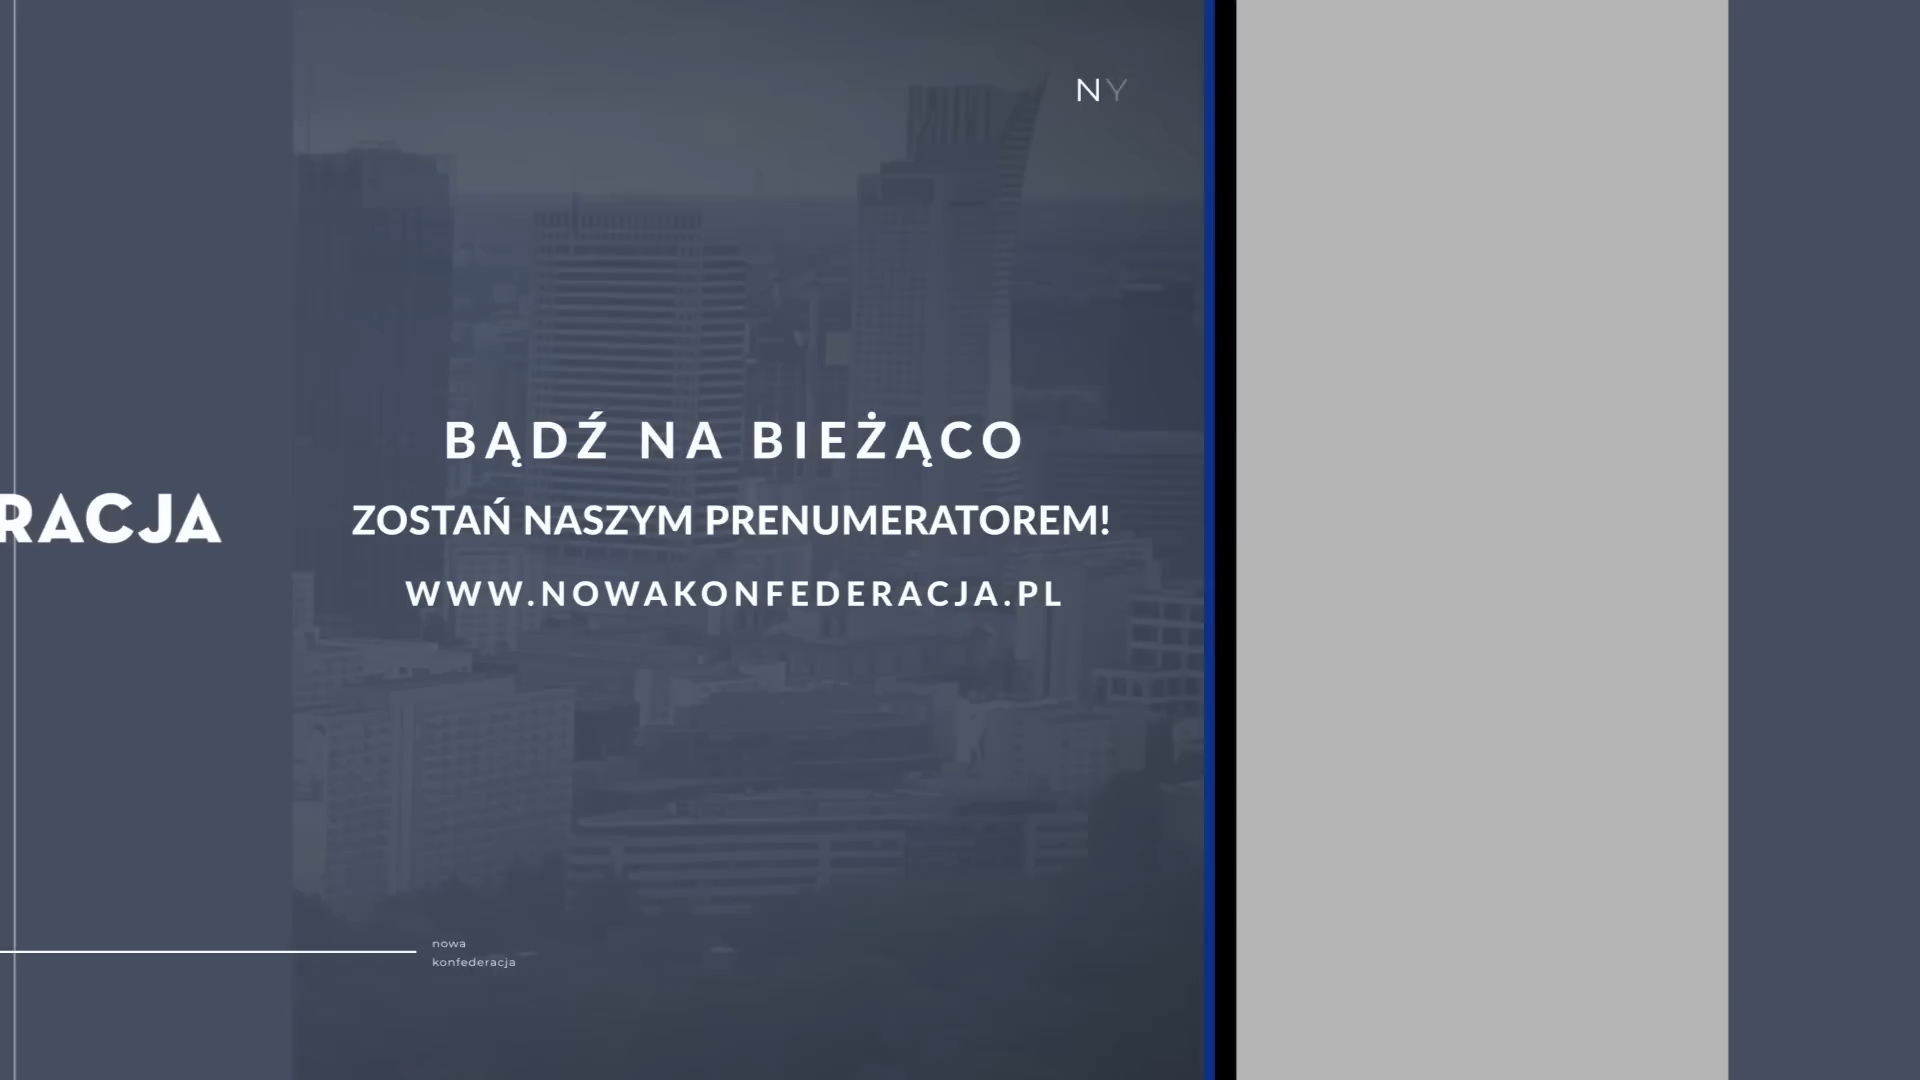 NY
BĄDŹ NA BIEŻĄCO
RACJA
ZOSTAŃ NASZYM PRENUMERATOREM!
WWW.NOWAKONFEDERACJA.PL
nowa
konfederacja